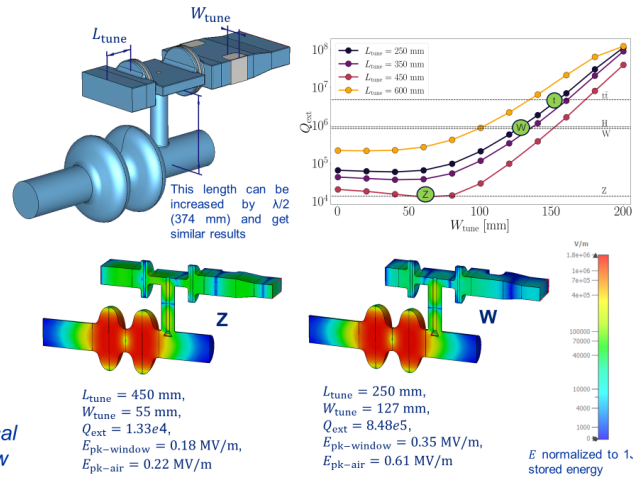 W_tune
L_tune
This length can be
increased by λ/2
(374 mm) and get
similar results
10^8
10^7
10^6
10^5
10^4
Q_ext
L_tune = 250 mm
L_tune = 350 mm
L_tune = 450 mm
L_tune = 600 mm
t
W
Z
tt̄
H
W
Z
0 50 100 150 200
W_tune [mm]
Z
W
V/m
1.8e+06
1e+06
7e+05
4e+05
100000
70000
40000
10000
4000
1000
0
L_tune = 450 mm,
W_tune = 55 mm,
Q_ext = 1.33e4,
E_pk−window = 0.18 MV/m,
E_pk−air = 0.22 MV/m
L_tune = 250 mm,
W_tune = 127 mm,
Q_ext = 8.48e5,
E_pk−window = 0.35 MV/m,
E_pk−air = 0.61 MV/m
E normalized to 1J
stored energy